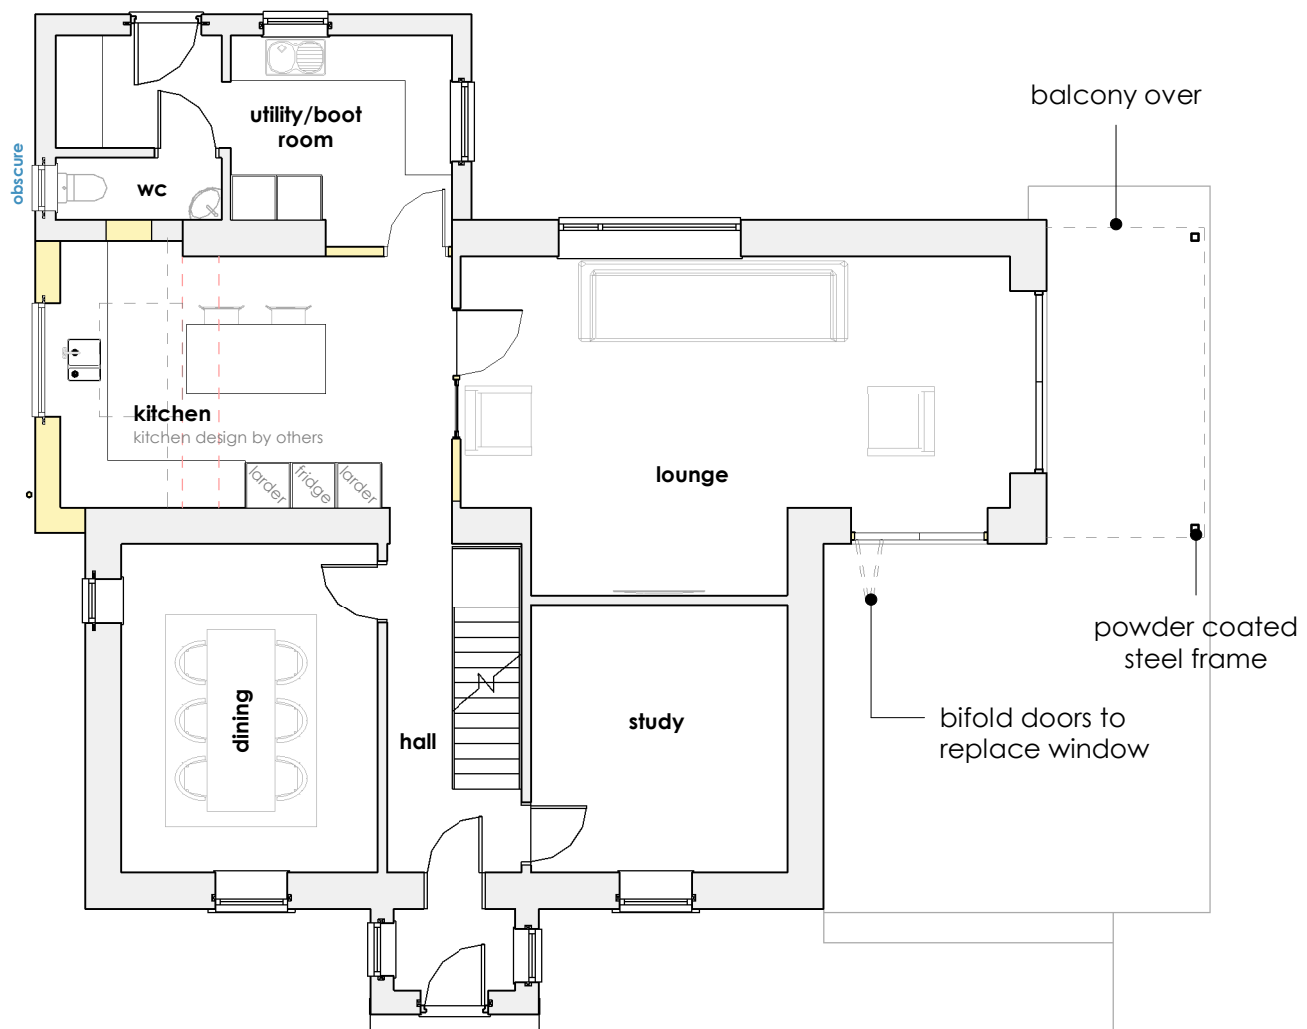 balcony over
utility/boot
room
obscure
wc
kitchen
kitchen design by others
larder
fridge
larder
lounge
powder coated
steel frame
dining
hall
study
bifold doors to
replace window